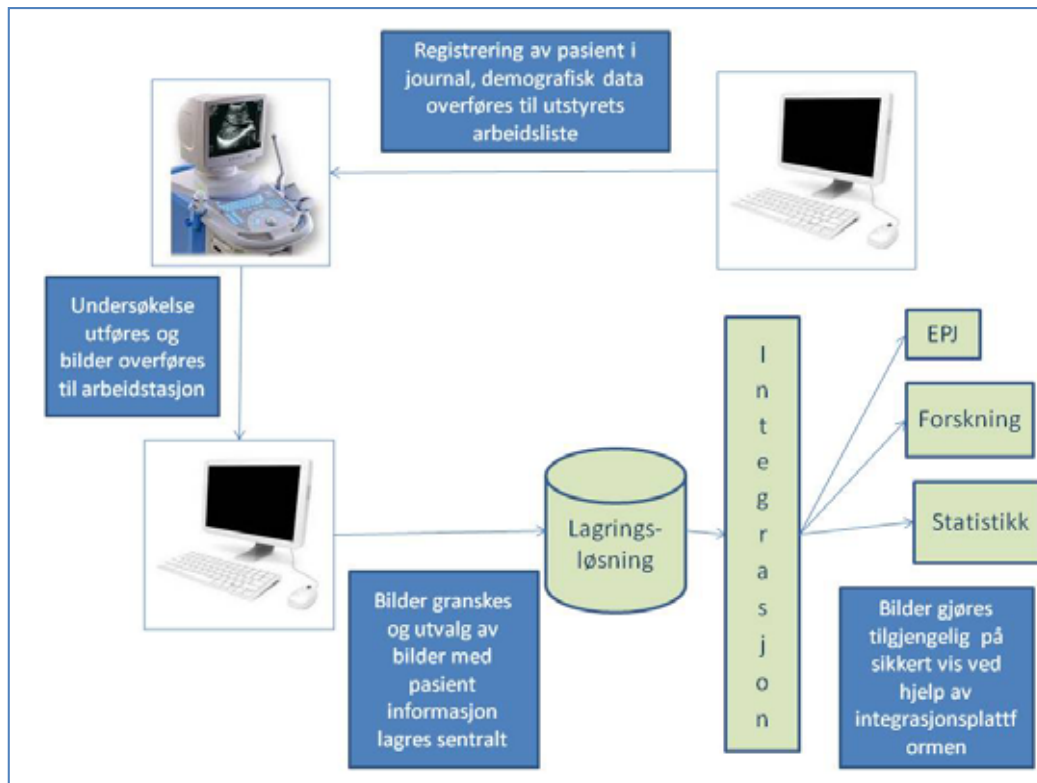 Registrering av pasient i
journal, demografisk data
overføres til utstyrets
arbeidsliste
Undersøkelse
utføres og
bilder overføres
til arbeidstasjon
Lagrings-
løsning
I
n
t
e
g
r
a
s
j
o
n
EPJ
Forskning
Statistikk
Bilder granskes
og utvalg av
bilder med
pasient
informasjon
lagres sentralt
Bilder gjøres
tilgjengelig på
sikkert vis ved
hjelp av
integrasjonsplattf
ormen